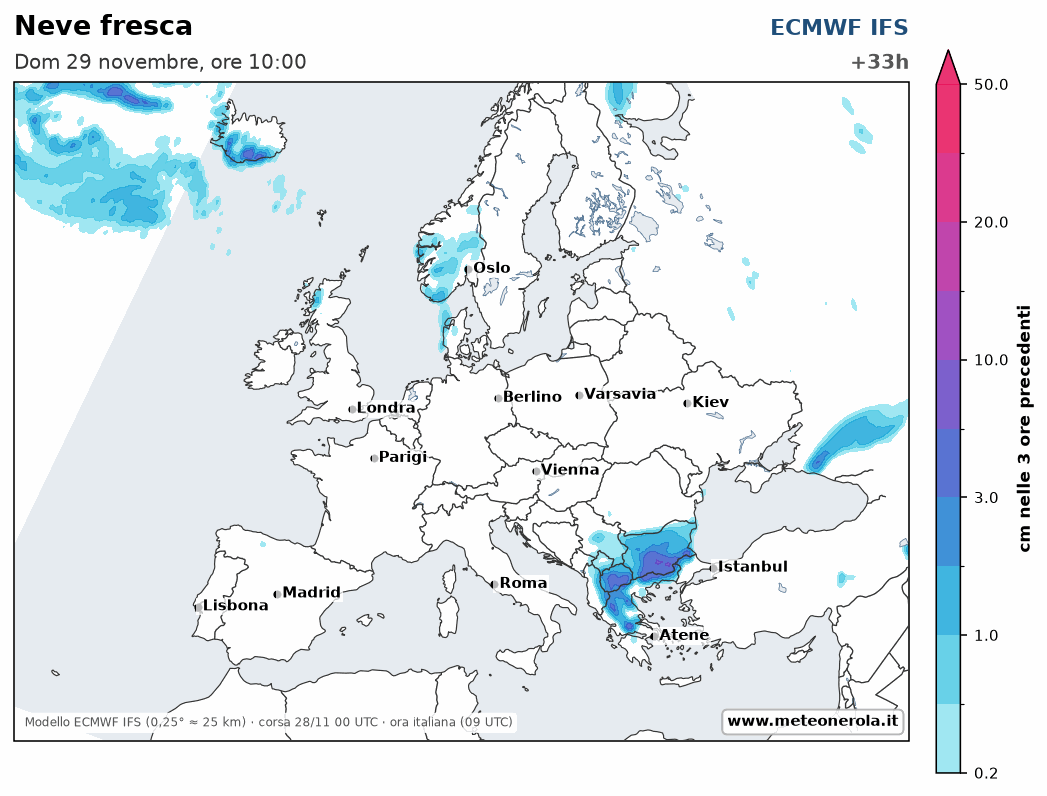 Neve fresca
ECMWF IFS
Dom 29 novembre, ore 10:00
+33h
50.0
20.0
10.0
3.0
1.0
0.2
cm nelle 3 ore precedenti
Oslo
Berlino
Varsavia
Kiev
Londra
Parigi
Vienna
Istanbul
Roma
Madrid
Lisbona
Atene
Modello ECMWF IFS (0,25° ≈ 25 km) · corsa 28/11 00 UTC · ora italiana (09 UTC)
www.meteonerola.it